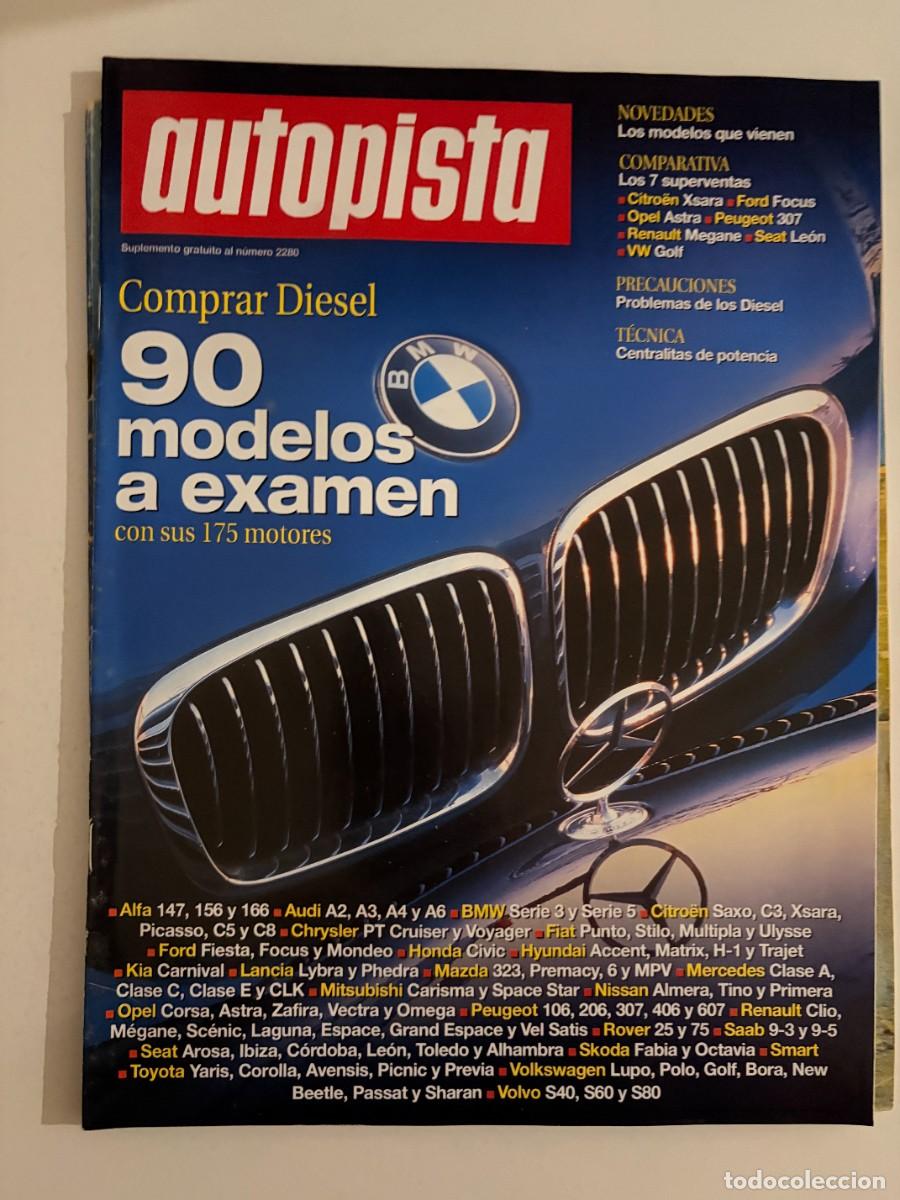 autopista
Suplemento gratuito al número 2280
NOVEDADES
Los modelos que vienen
COMPARATIVA
Los 7 superventas
▪Citroën Xsara▪Ford Focus
▪Opel Astra▪Peugeot 307
▪Renault Megane▪Seat León
▪VW Golf
PRECAUCIONES
Problemas de los Diesel
TÉCNICA
Centralitas de potencia
Comprar Diesel
90
modelos
a examen
con sus 175 motores
BMW
▪Alfa 147, 156 y 166▪Audi A2, A3, A4 y A6▪BMW Serie 3 y Serie 5▪Citroën Saxo, C3, Xsara,
Picasso, C5 y C8▪Chrysler PT Cruiser y Voyager▪Fiat Punto, Stilo, Multipla y Ulysse
▪Ford Fiesta, Focus y Mondeo▪Honda Civic▪Hyundai Accent, Matrix, H-1 y Trajet
▪Kia Carnival▪Lancia Lybra y Phedra▪Mazda 323, Premacy, 6 y MPV▪Mercedes Clase A,
Clase C, Clase E y CLK▪Mitsubishi Carisma y Space Star▪Nissan Almera, Tino y Primera
▪Opel Corsa, Astra, Zafira, Vectra y Omega▪Peugeot 106, 206, 307, 406 y 607▪Renault Clio,
Mégane, Scénic, Laguna, Espace, Grand Espace y Vel Satis▪Rover 25 y 75▪Saab 9-3 y 9-5
▪Seat Arosa, Ibiza, Córdoba, León, Toledo y Alhambra▪Skoda Fabia y Octavia▪Smart
▪Toyota Yaris, Corolla, Avensis, Picnic y Previa▪Volkswagen Lupo, Polo, Golf, Bora, New
Beetle, Passat y Sharan▪Volvo S40, S60 y S80
todocoleccion